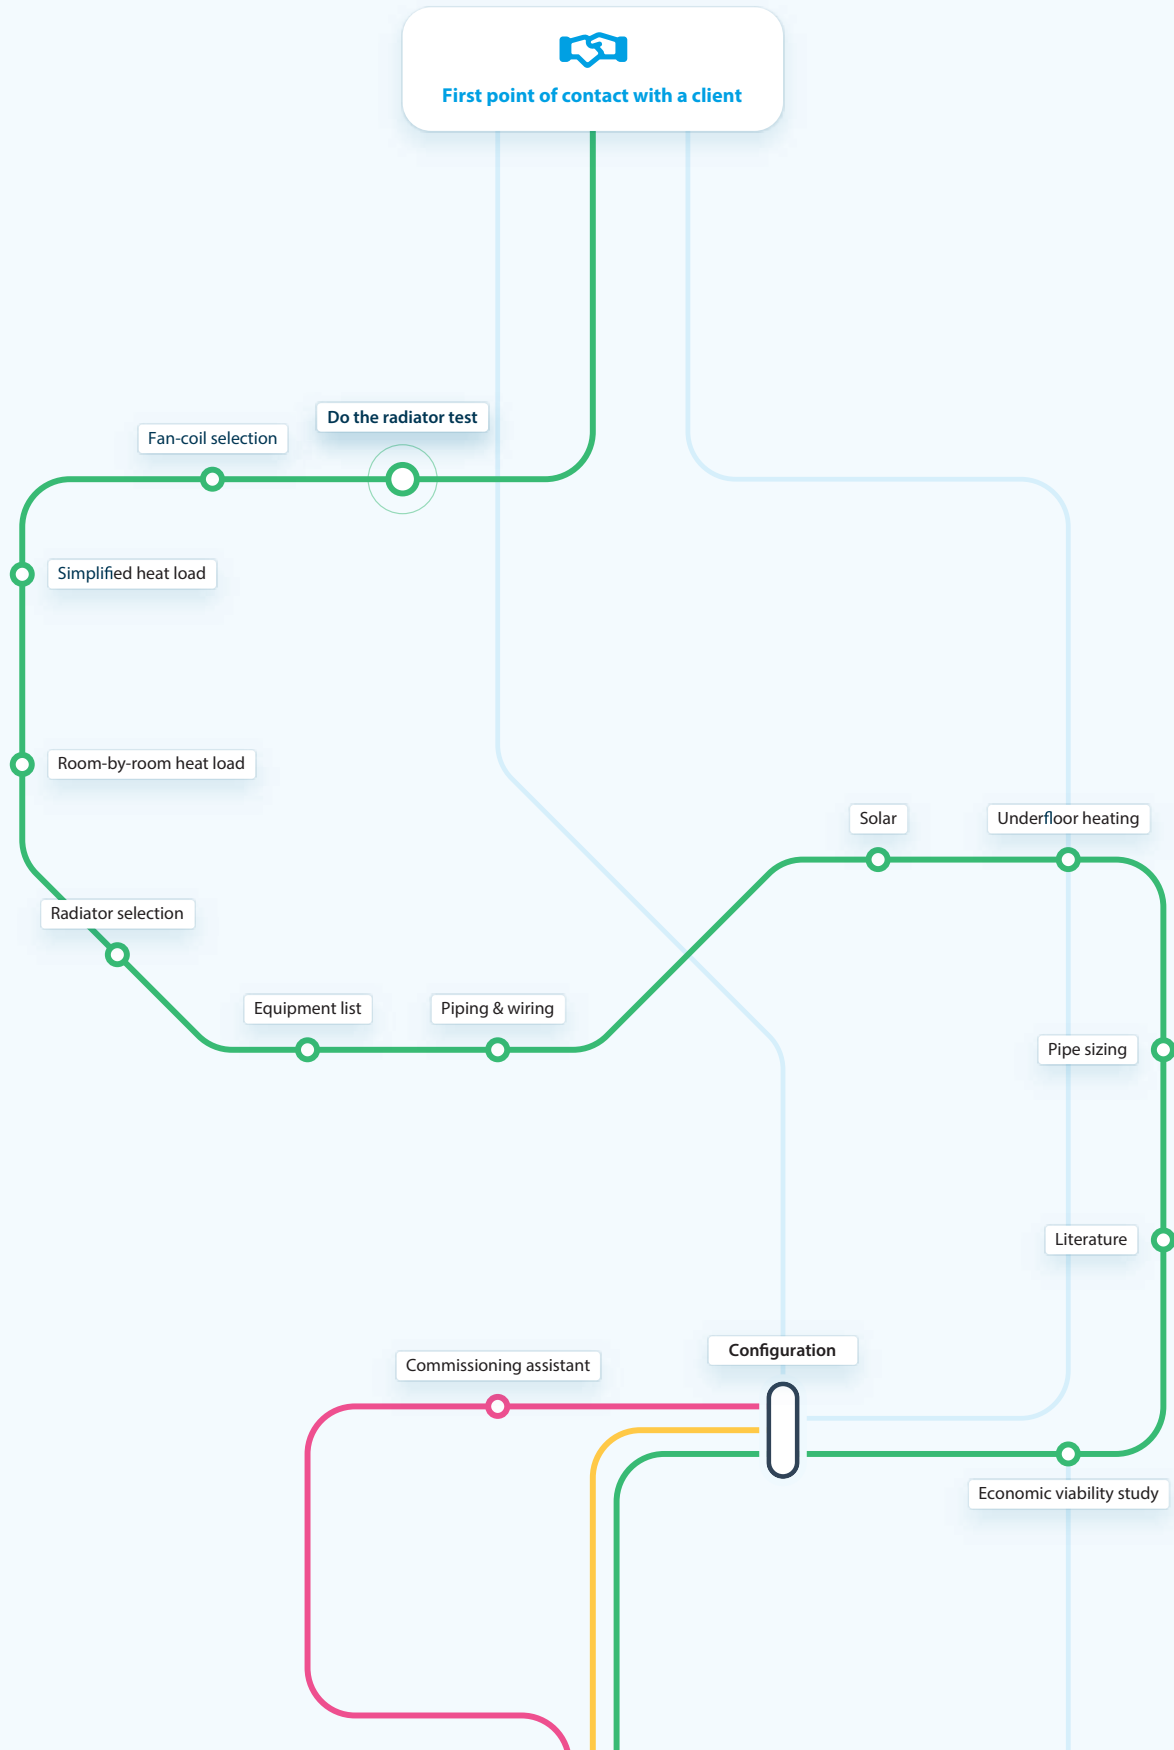 First point of contact with a client
Do the radiator test
Fan-coil selection
Simplified heat load
Room-by-room heat load
Solar
Underfloor heating
Radiator selection
Equipment list
Piping & wiring
Pipe sizing
Literature
Configuration
Commissioning assistant
Economic viability study